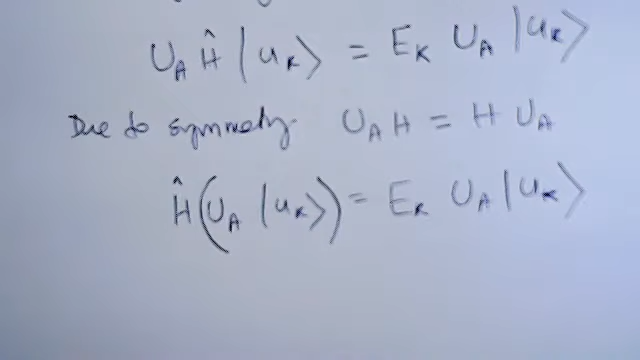 U_A Ĥ |u_k⟩ = E_k U_A |u_k⟩
Due to symmetry. U_A H = H U_A
Ĥ(U_A |u_k⟩) = E_k U_A |u_k⟩